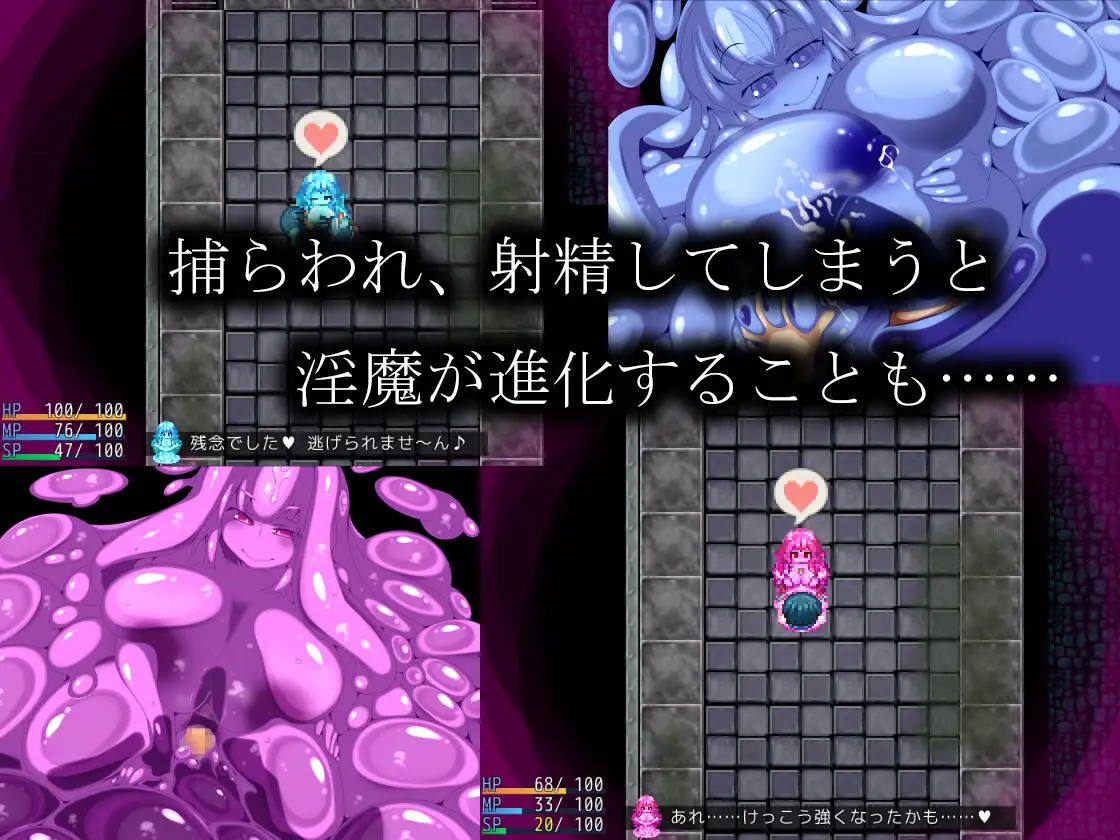 捕らわれ、射精してしまうと
淫魔が進化することも……
HP 100/ 100
MP 76/ 100
SP 47/ 100
残念でした♥ 逃げられませ〜ん♪
HP 68/ 100
MP 33/ 100
SP 20/ 100
あれ……けっこう強くなったかも……♥